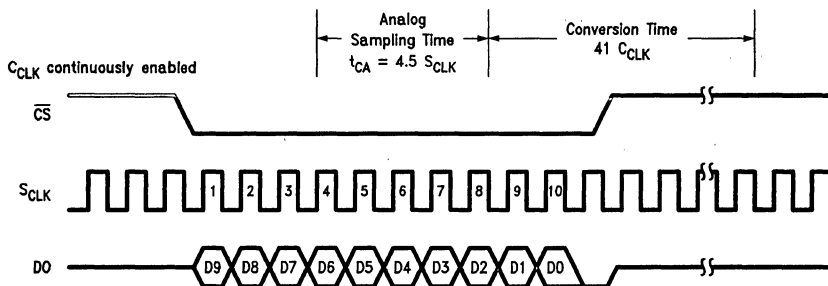 Analog
Sampling Time
t_CA = 4.5 S_CLK
Conversion Time
41 C_CLK
C_CLK continuously enabled
C̅S̅
S_CLK
1 2 3 4 5 6 7 8 9 10
DO
D9 D8 D7 D6 D5 D4 D3 D2 D1 D0